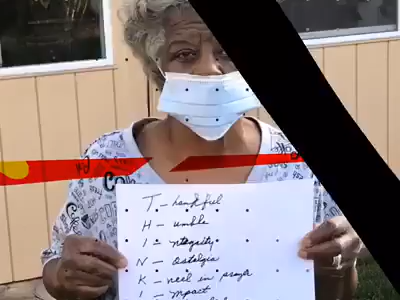 T – hankful
H – umble
I – ntegrity
N – ostalgia
K – neel in prayer
I – mpact